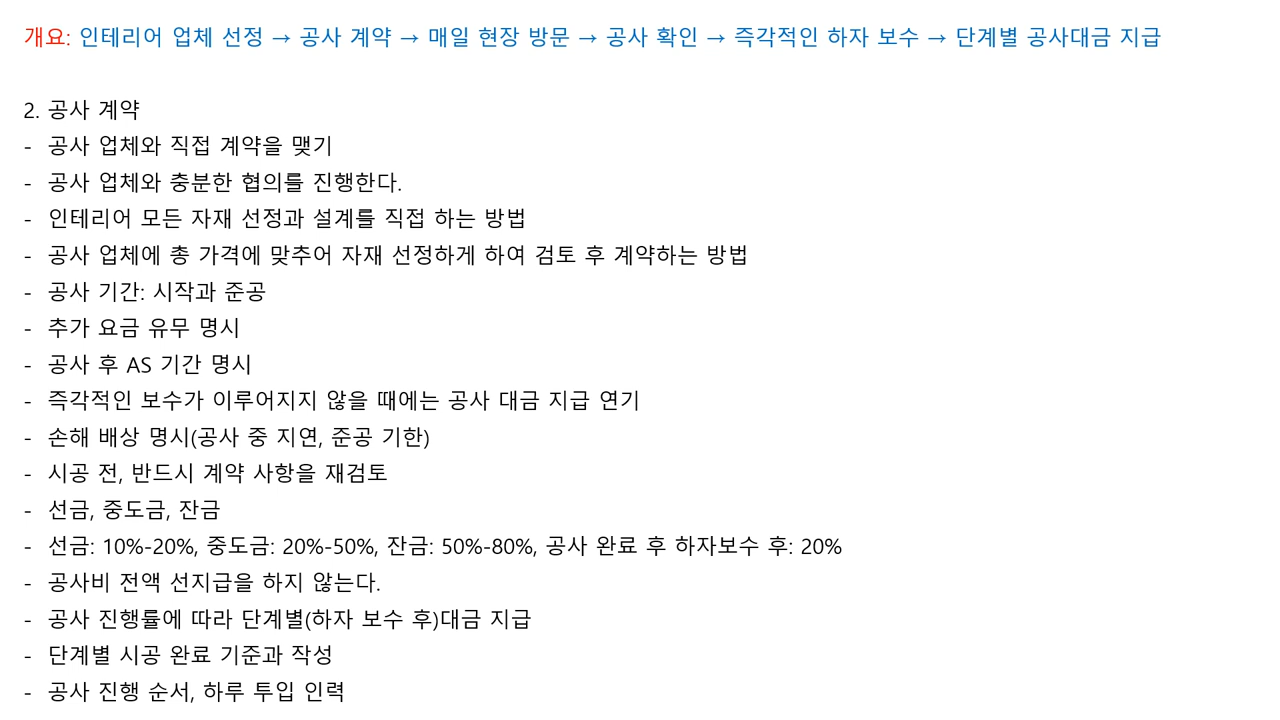 개요: 인테리어 업체 선정 → 공사 계약 → 매일 현장 방문 → 공사 확인 → 즉각적인 하자 보수 → 단계별 공사대금 지급
2. 공사 계약
- 공사 업체와 직접 계약을 맺기
- 공사 업체와 충분한 협의를 진행한다.
- 인테리어 모든 자재 선정과 설계를 직접 하는 방법
- 공사 업체에 총 가격에 맞추어 자재 선정하게 하여 검토 후 계약하는 방법
- 공사 기간: 시작과 준공
- 추가 요금 유무 명시
- 공사 후 AS 기간 명시
- 즉각적인 보수가 이루어지지 않을 때에는 공사 대금 지급 연기
- 손해 배상 명시(공사 중 지연, 준공 기한)
- 시공 전, 반드시 계약 사항을 재검토
- 선금, 중도금, 잔금
- 선금: 10%-20%, 중도금: 20%-50%, 잔금: 50%-80%, 공사 완료 후 하자보수 후: 20%
- 공사비 전액 선지급을 하지 않는다.
- 공사 진행률에 따라 단계별(하자 보수 후)대금 지급
- 단계별 시공 완료 기준과 작성
- 공사 진행 순서, 하루 투입 인력